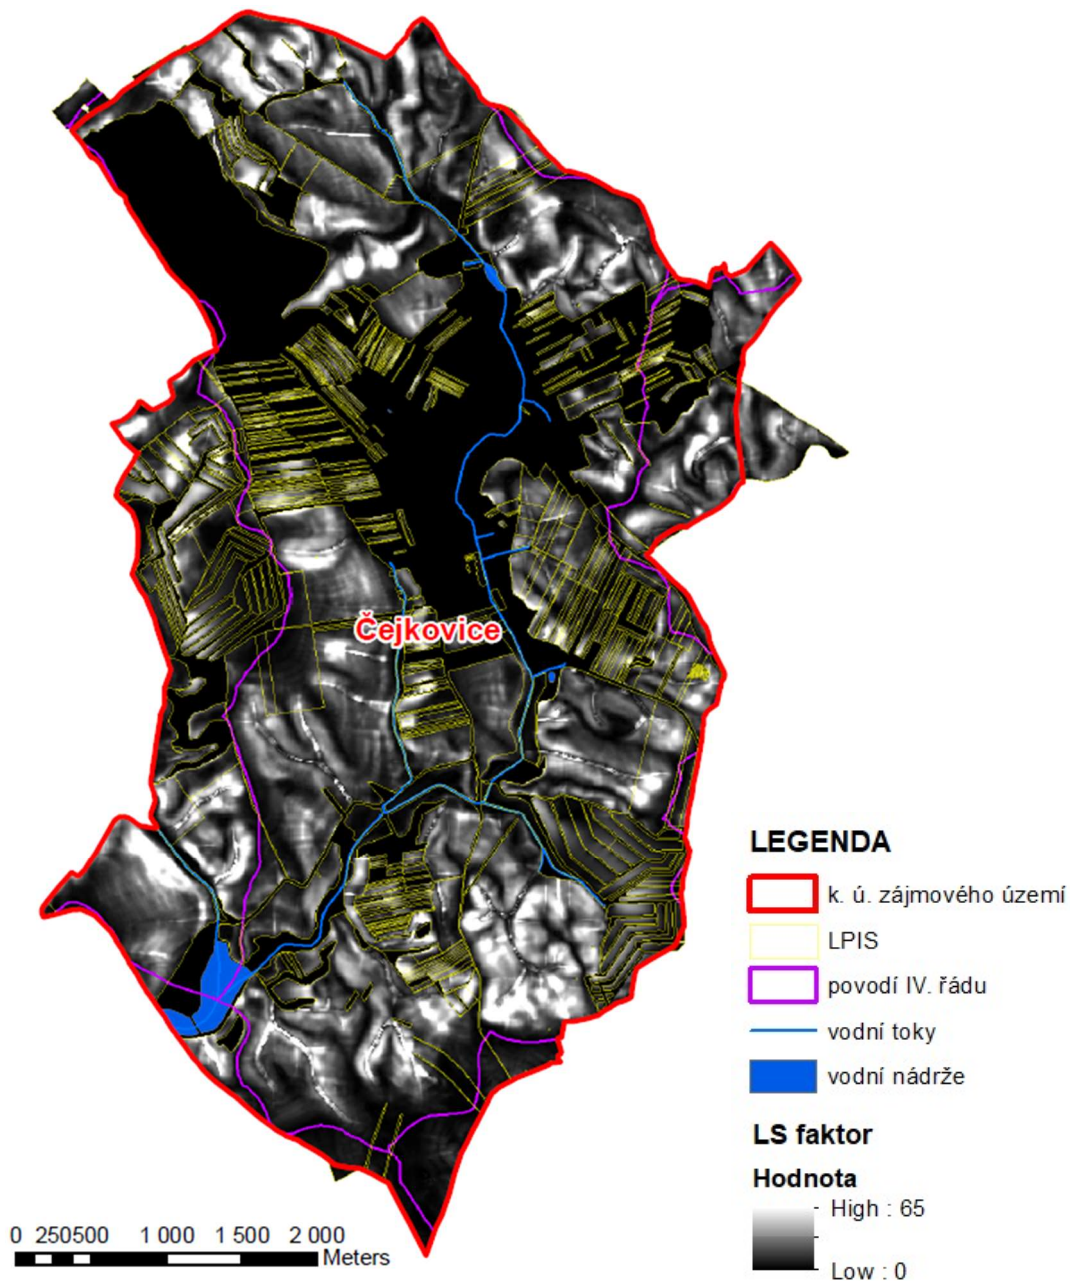 Čejkovice
LEGENDA
k. ú. zájmového území
LPIS
povodí IV. řádu
vodní toky
vodní nádrže
LS faktor
Hodnota
High : 65
Low : 0
0 250500 1 000 1 500 2 000
Meters